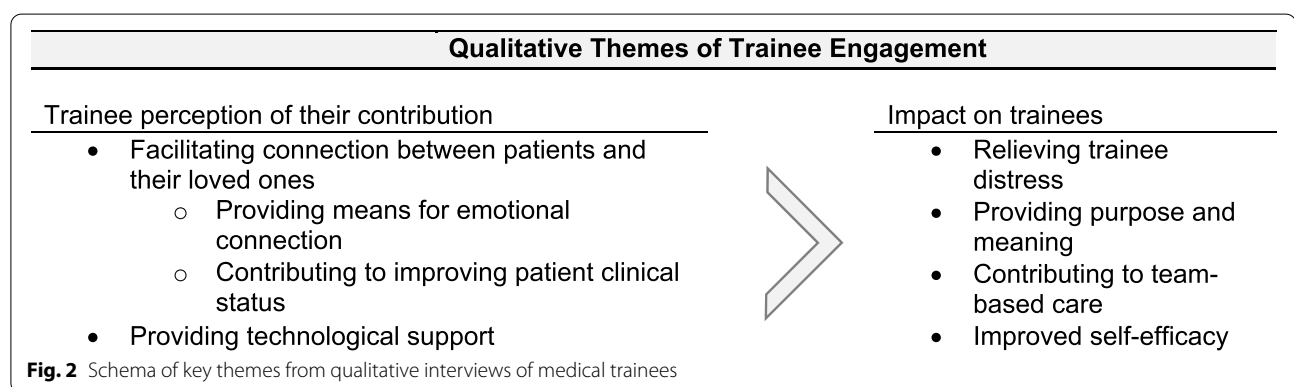 Qualitative Themes of Trainee Engagement
Trainee perception of their contribution
• Facilitating connection between patients and
their loved ones
o Providing means for emotional
connection
o Contributing to improving patient clinical
status
• Providing technological support
Impact on trainees
• Relieving trainee
distress
• Providing purpose and
meaning
• Contributing to team-
based care
• Improved self-efficacy
Fig. 2 Schema of key themes from qualitative interviews of medical trainees